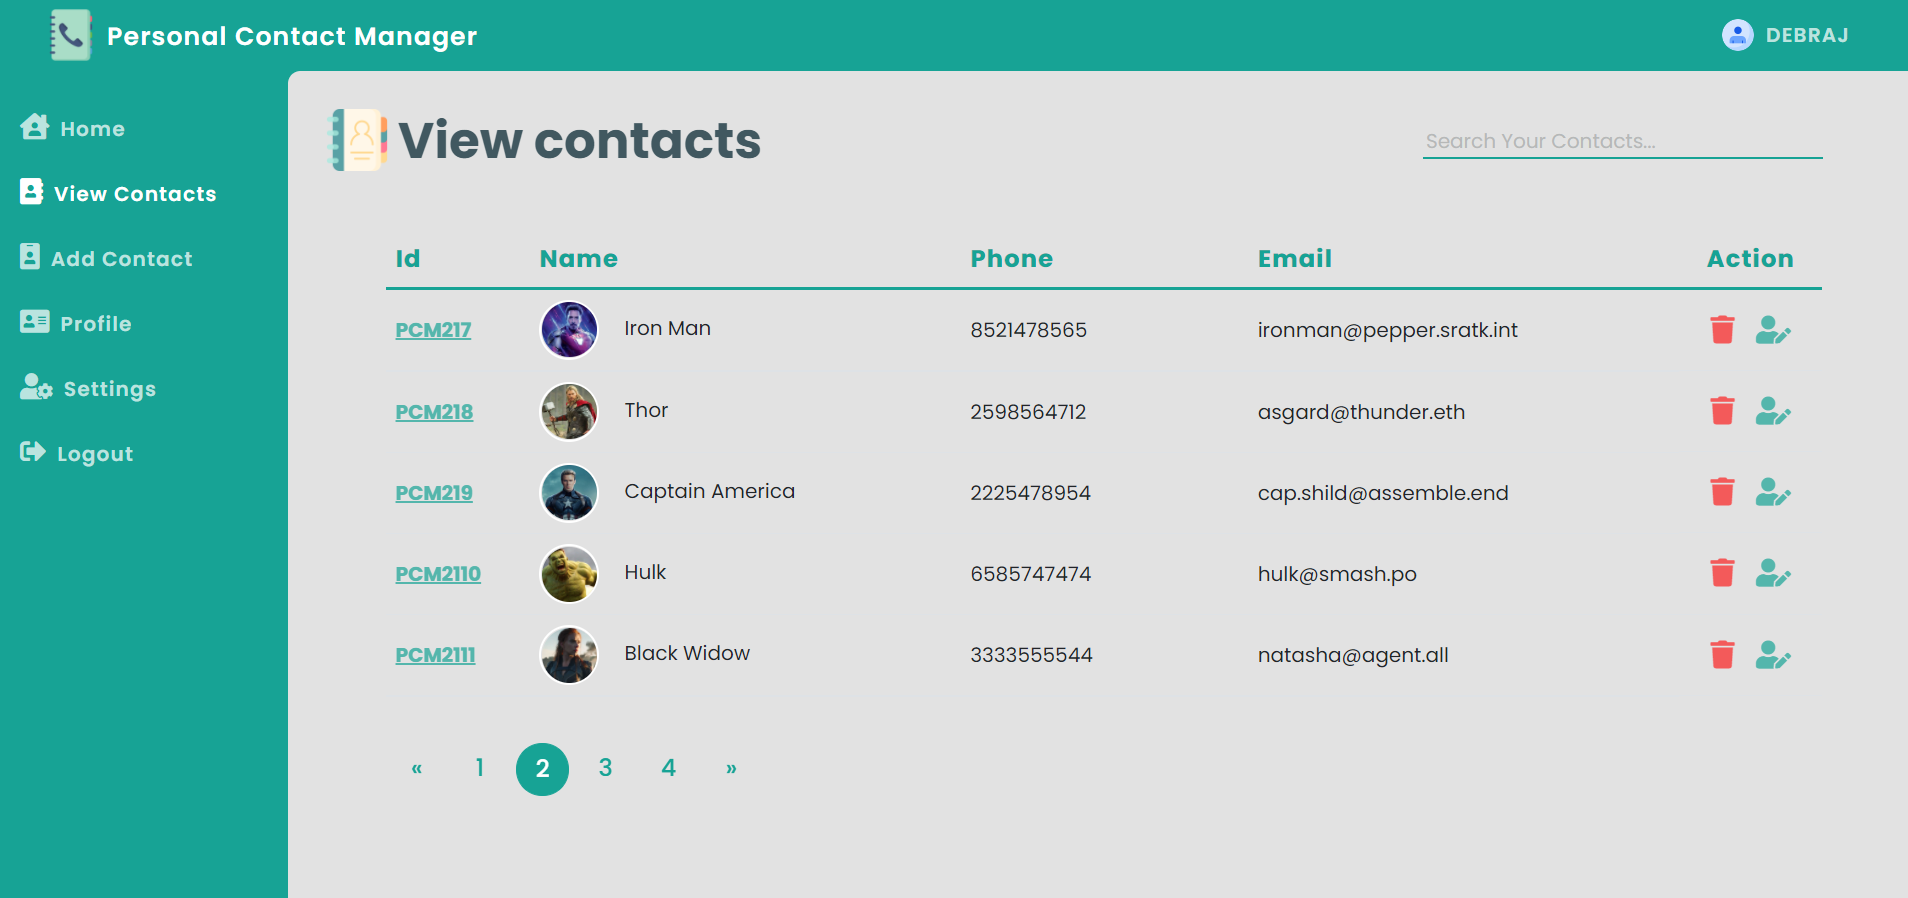 Personal Contact Manager
DEBRAJ
Home
View Contacts
Add Contact
Profile
Settings
Logout
View contacts
Search Your Contacts...
Id Name Phone Email Action
PCM217 Iron Man 8521478565 ironman@pepper.sratk.int
PCM218 Thor 2598564712 asgard@thunder.eth
PCM219 Captain America 2225478954 cap.shild@assemble.end
PCM2110 Hulk 6585747474 hulk@smash.po
PCM2111 Black Widow 3333555544 natasha@agent.all
« 1 2 3 4 »